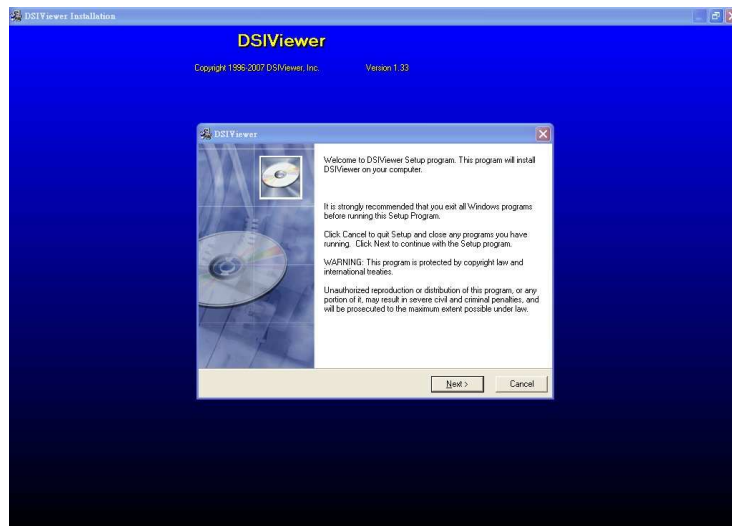 DSIViewer Installation
DSIViewer
Copyright 1996-2007 DSIViewer, Inc. Version 1.33
DSIViewer
Welcome to DSIViewer Setup program. This program will install
DSIViewer on your computer.
It is strongly recommended that you exit all Windows programs
before running this Setup Program.
Click Cancel to quit Setup and close any programs you have
running. Click Next to continue with the Setup program.
WARNING: This program is protected by copyright law and
international treaties.
Unauthorized reproduction or distribution of this program, or any
portion of it, may result in severe civil and criminal penalties, and
will be prosecuted to the maximum extent possible under law.
Next > Cancel